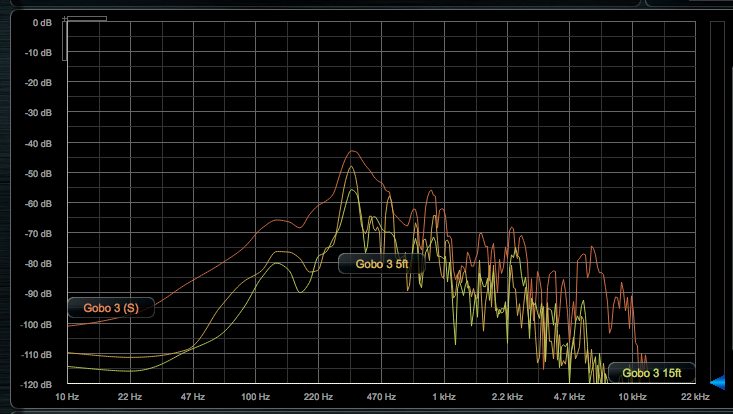 0 dB
-10 dB
-20 dB
-30 dB
-40 dB
-50 dB
-60 dB
-70 dB
-80 dB
Gobo 3 5ft
-90 dB
Gobo 3 (S)
-100 dB
-110 dB
Gobo 3 15ft
-120 dB
10 Hz 22 Hz 47 Hz 100 Hz 220 Hz 470 Hz 1 kHz 2.2 kHz 4.7 kHz 10 kHz 22 kHz